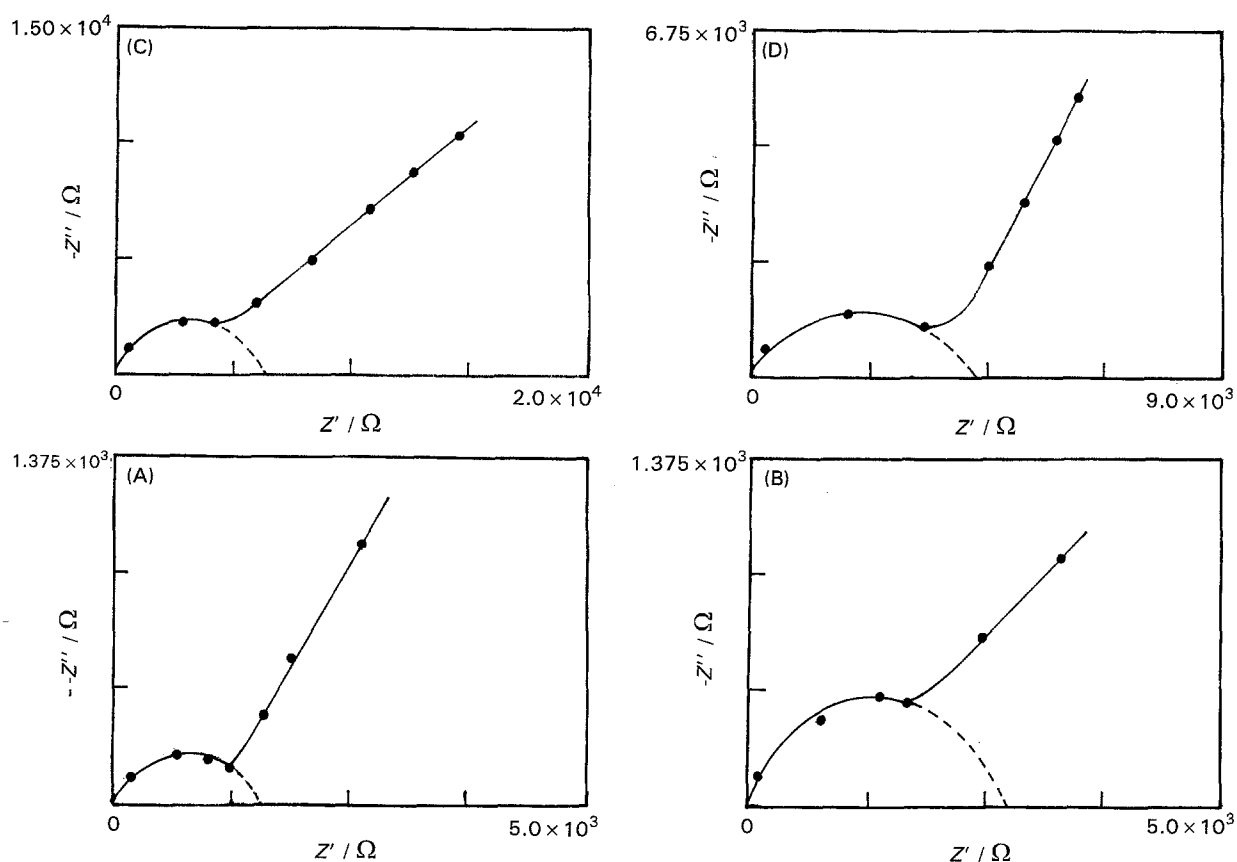 1.50 × 10⁴
(C)
-Z'' / Ω
0
2.0 × 10⁴
Z' / Ω
6.75 × 10³
(D)
-Z'' / Ω
0
9.0 × 10³
Z' / Ω
1.375 × 10³
(A)
--Z'' / Ω
0
5.0 × 10³
Z' / Ω
1.375 × 10³
(B)
-Z'' / Ω
0
5.0 × 10³
Z' / Ω